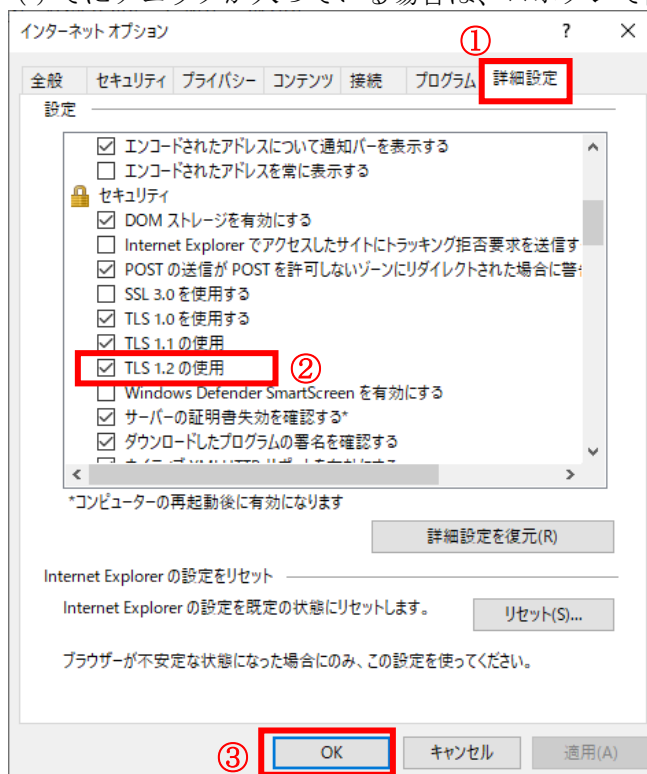 インターネット オプション
①
?
×
全般 セキュリティ プライバシー コンテンツ 接続 プログラム 詳細設定
設定
エンコードされたアドレスについて通知バーを表示する
エンコードされたアドレスを常に表示する
セキュリティ
DOM ストレージを有効にする
Internet Explorer でアクセスしたサイトにトラッキング拒否要求を送信す
POST の送信が POST を許可しないゾーンにリダイレクトされた場合に警
SSL 3.0 を使用する
TLS 1.0 を使用する
TLS 1.1 の使用
TLS 1.2 の使用 ②
Windows Defender SmartScreen を有効にする
サーバーの証明書失効を確認する*
ダウンロードしたプログラムの署名を確認する
*コンピューターの再起動後に有効になります
詳細設定を復元(R)
Internet Explorer の設定をリセット
Internet Explorer の設定を既定の状態にリセットします。
リセット(S)...
ブラウザーが不安定な状態になった場合にのみ、この設定を使ってください。
③ OK キャンセル 適用(A)